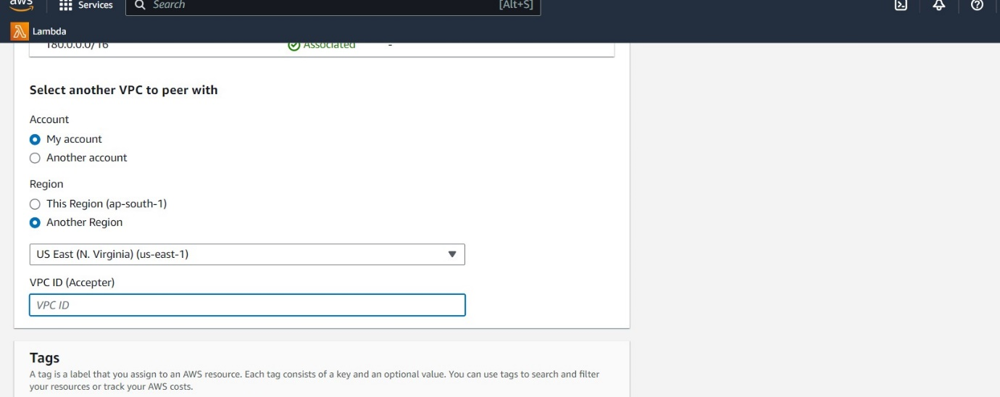 aws
Services
Search
[Alt+S]
Lambda
180.0.0.0/16
Associated
-
Select another VPC to peer with
Account
My account
Another account
Region
This Region (ap-south-1)
Another Region
US East (N. Virginia) (us-east-1)
VPC ID (Accepter)
VPC ID
Tags
A tag is a label that you assign to an AWS resource. Each tag consists of a key and an optional value. You can use tags to search and filter
your resources or track your AWS costs.